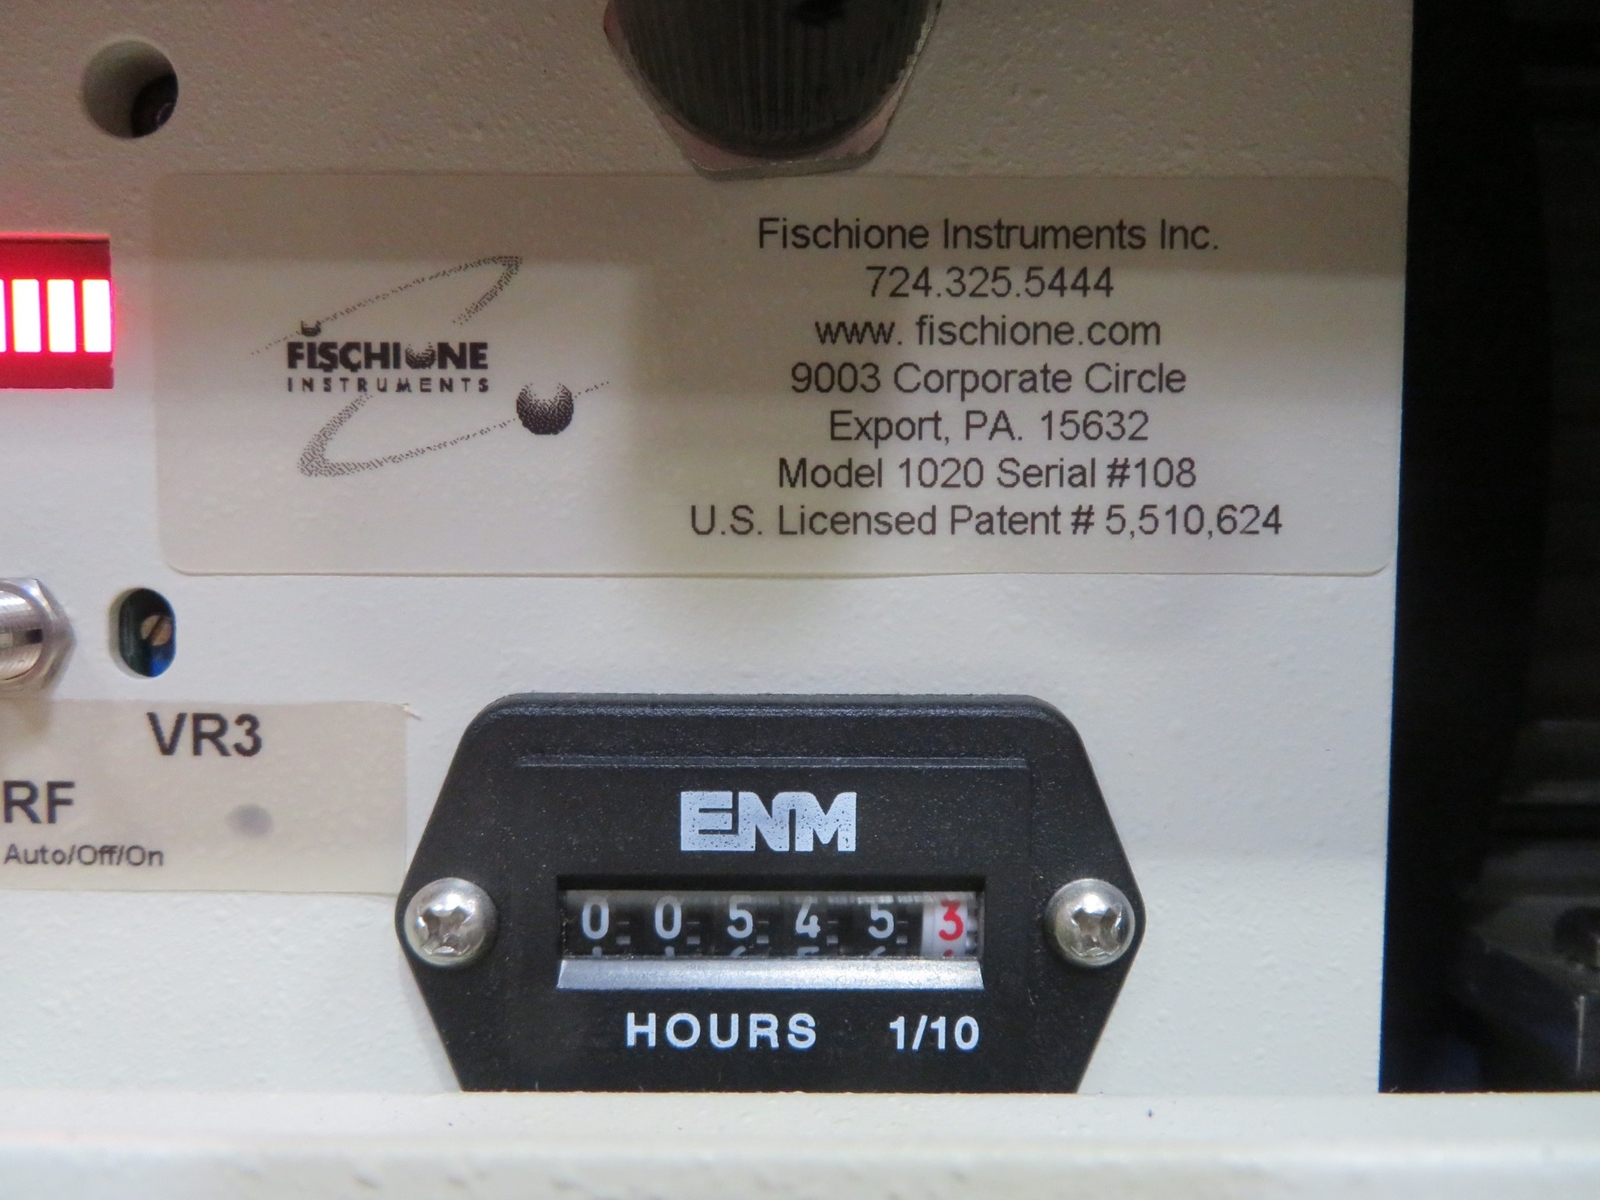 Fischione Instruments Inc.
724.325.5444
www. fischione.com
9003 Corporate Circle
Export, PA. 15632
Model 1020 Serial #108
U.S. Licensed Patent # 5,510,624
FISCHIONE
INSTRUMENTS
VR3
RF
Auto/Off/On
ENM
0 0 5 4 5 3
HOURS 1/10